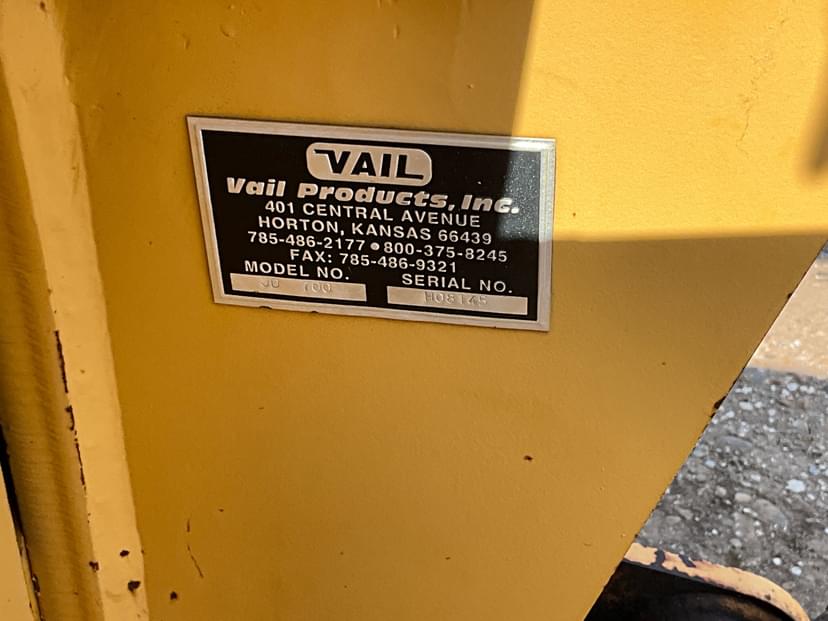 VAIL
Vail Products, Inc.
401 CENTRAL AVENUE
HORTON, KANSAS 66439
785-486-2177 • 800-375-8245
FAX: 785-486-9321
MODEL NO. SERIAL NO.
700 H08145